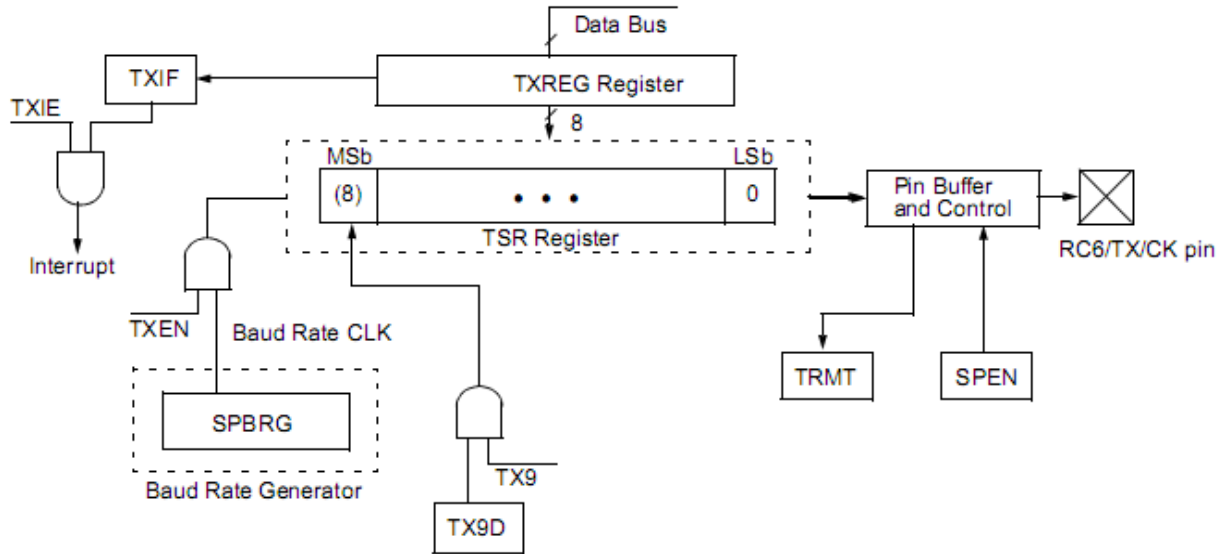 Data Bus
TXIF
TXREG Register
TXIE
8
MSb
LSb
(8)
• • •
0
Pin Buffer
and Control
TSR Register
Interrupt
RC6/TX/CK pin
TXEN
Baud Rate CLK
TRMT
SPEN
SPBRG
TX9
Baud Rate Generator
TX9D